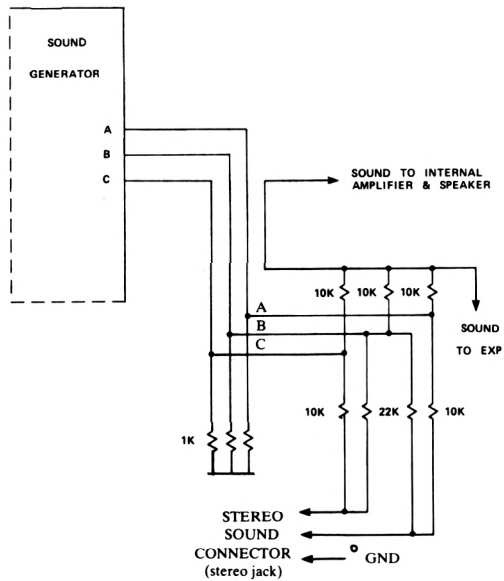 SOUND
GENERATOR
A
B
C
SOUND TO INTERNAL
AMPLIFIER & SPEAKER
10K 10K 10K
A
B
C
SOUND
TO EXP
10K 22K 10K
1K
STEREO
SOUND
CONNECTOR GND
(stereo jack)